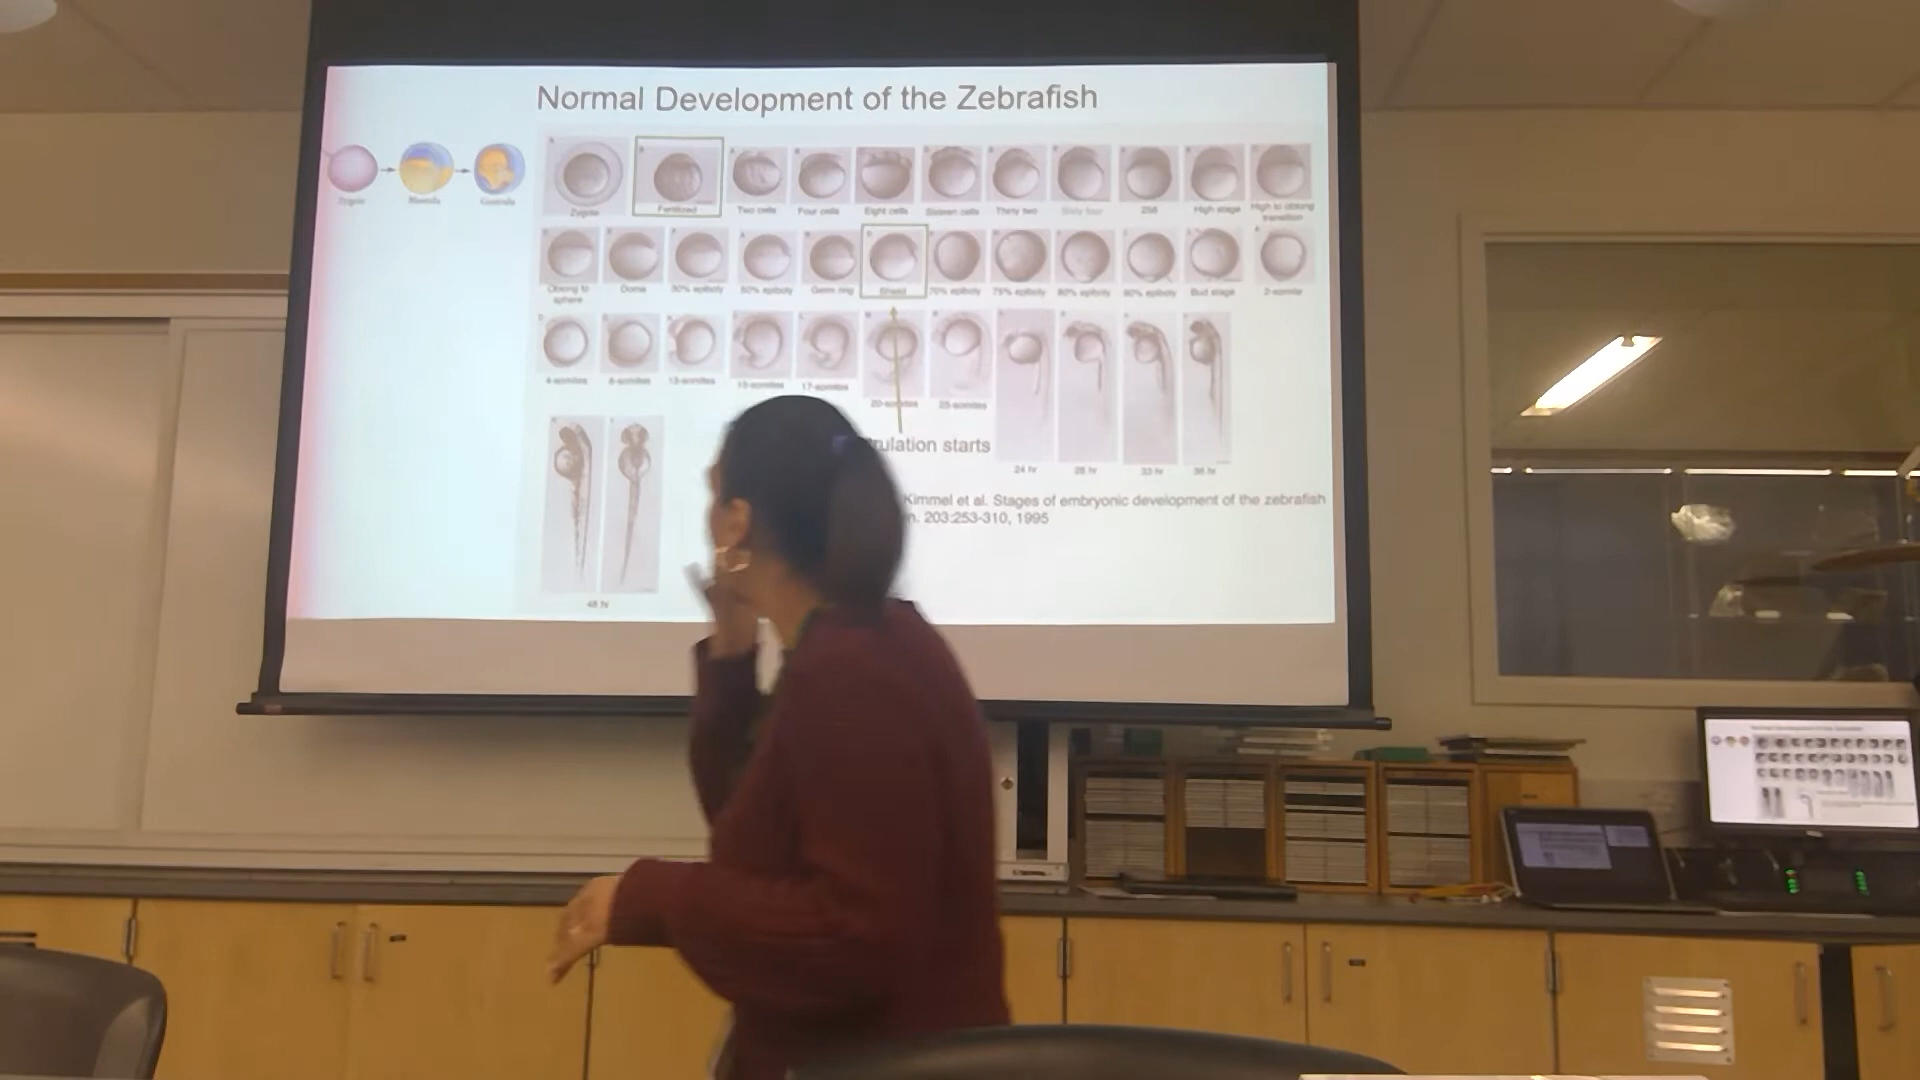 Normal Development of the Zebrafish
Zygote
Blastula
Gastrula
Zygote
Fertilized
Two cells
Four cells
Eight cells
Sixteen cells
Thirty two
Sixty four
256
High stage
High to oblong
transition
Oblong to
sphere
Dome
30% epiboly
50% epiboly
Germ ring
Shield
70% epiboly
75% epiboly
80% epiboly
90% epiboly
Bud stage
2-somite
4-somites
8-somites
13-somites
15-somites
17-somites
20-somites
25-somites
24 hr
28 hr
33 hr
36 hr
rulation starts
48 hr
Kimmel et al. Stages of embryonic development of the zebrafish
n. 203:253-310, 1995